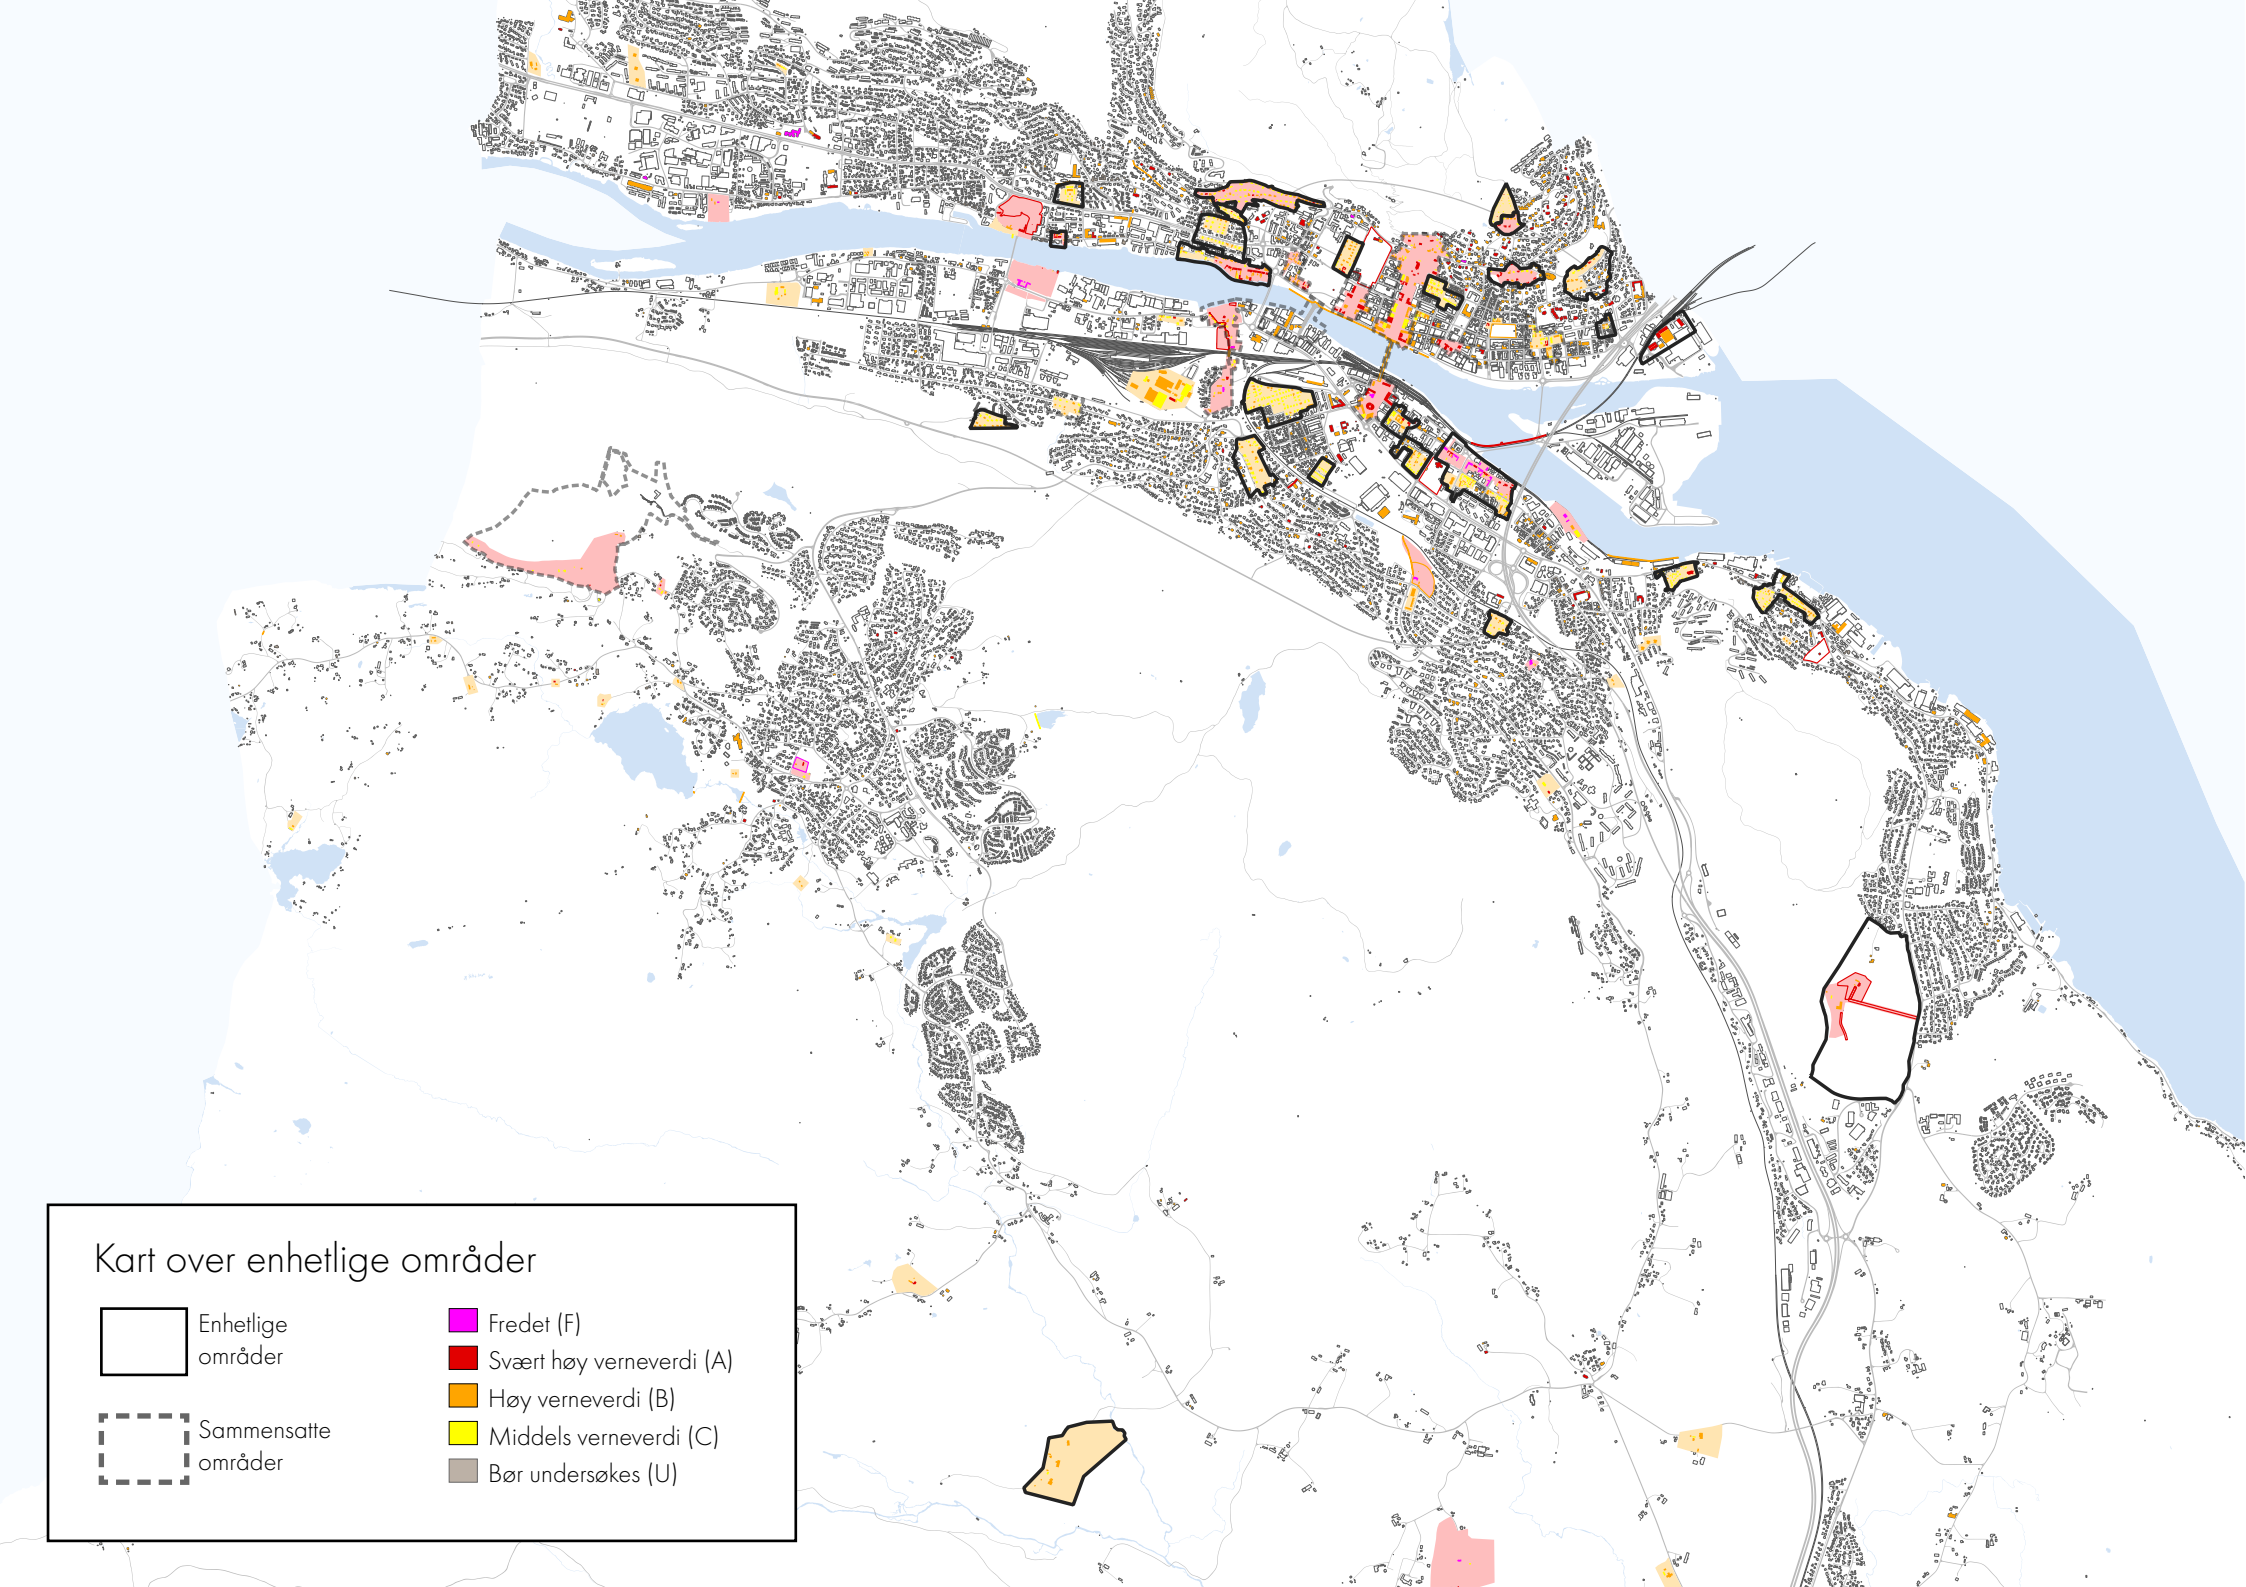 Kart over enhetlige områder
Enhetlige
områder
Sammensatte
områder
Fredet (F)
Svært høy verneverdi (A)
Høy verneverdi (B)
Middels verneverdi (C)
Bør undersøkes (U)